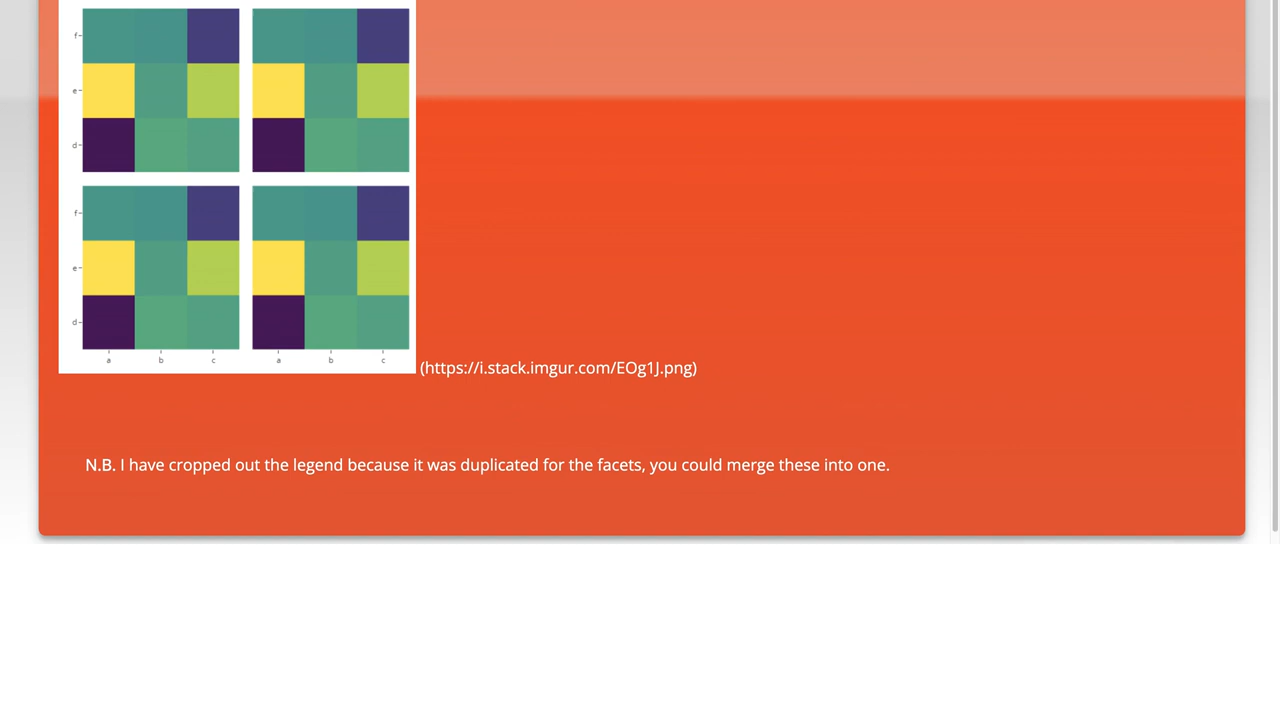 f
e
d
f
e
d
a b c a b c
(https://i.stack.imgur.com/EOg1J.png)
N.B. I have cropped out the legend because it was duplicated for the facets, you could merge these into one.